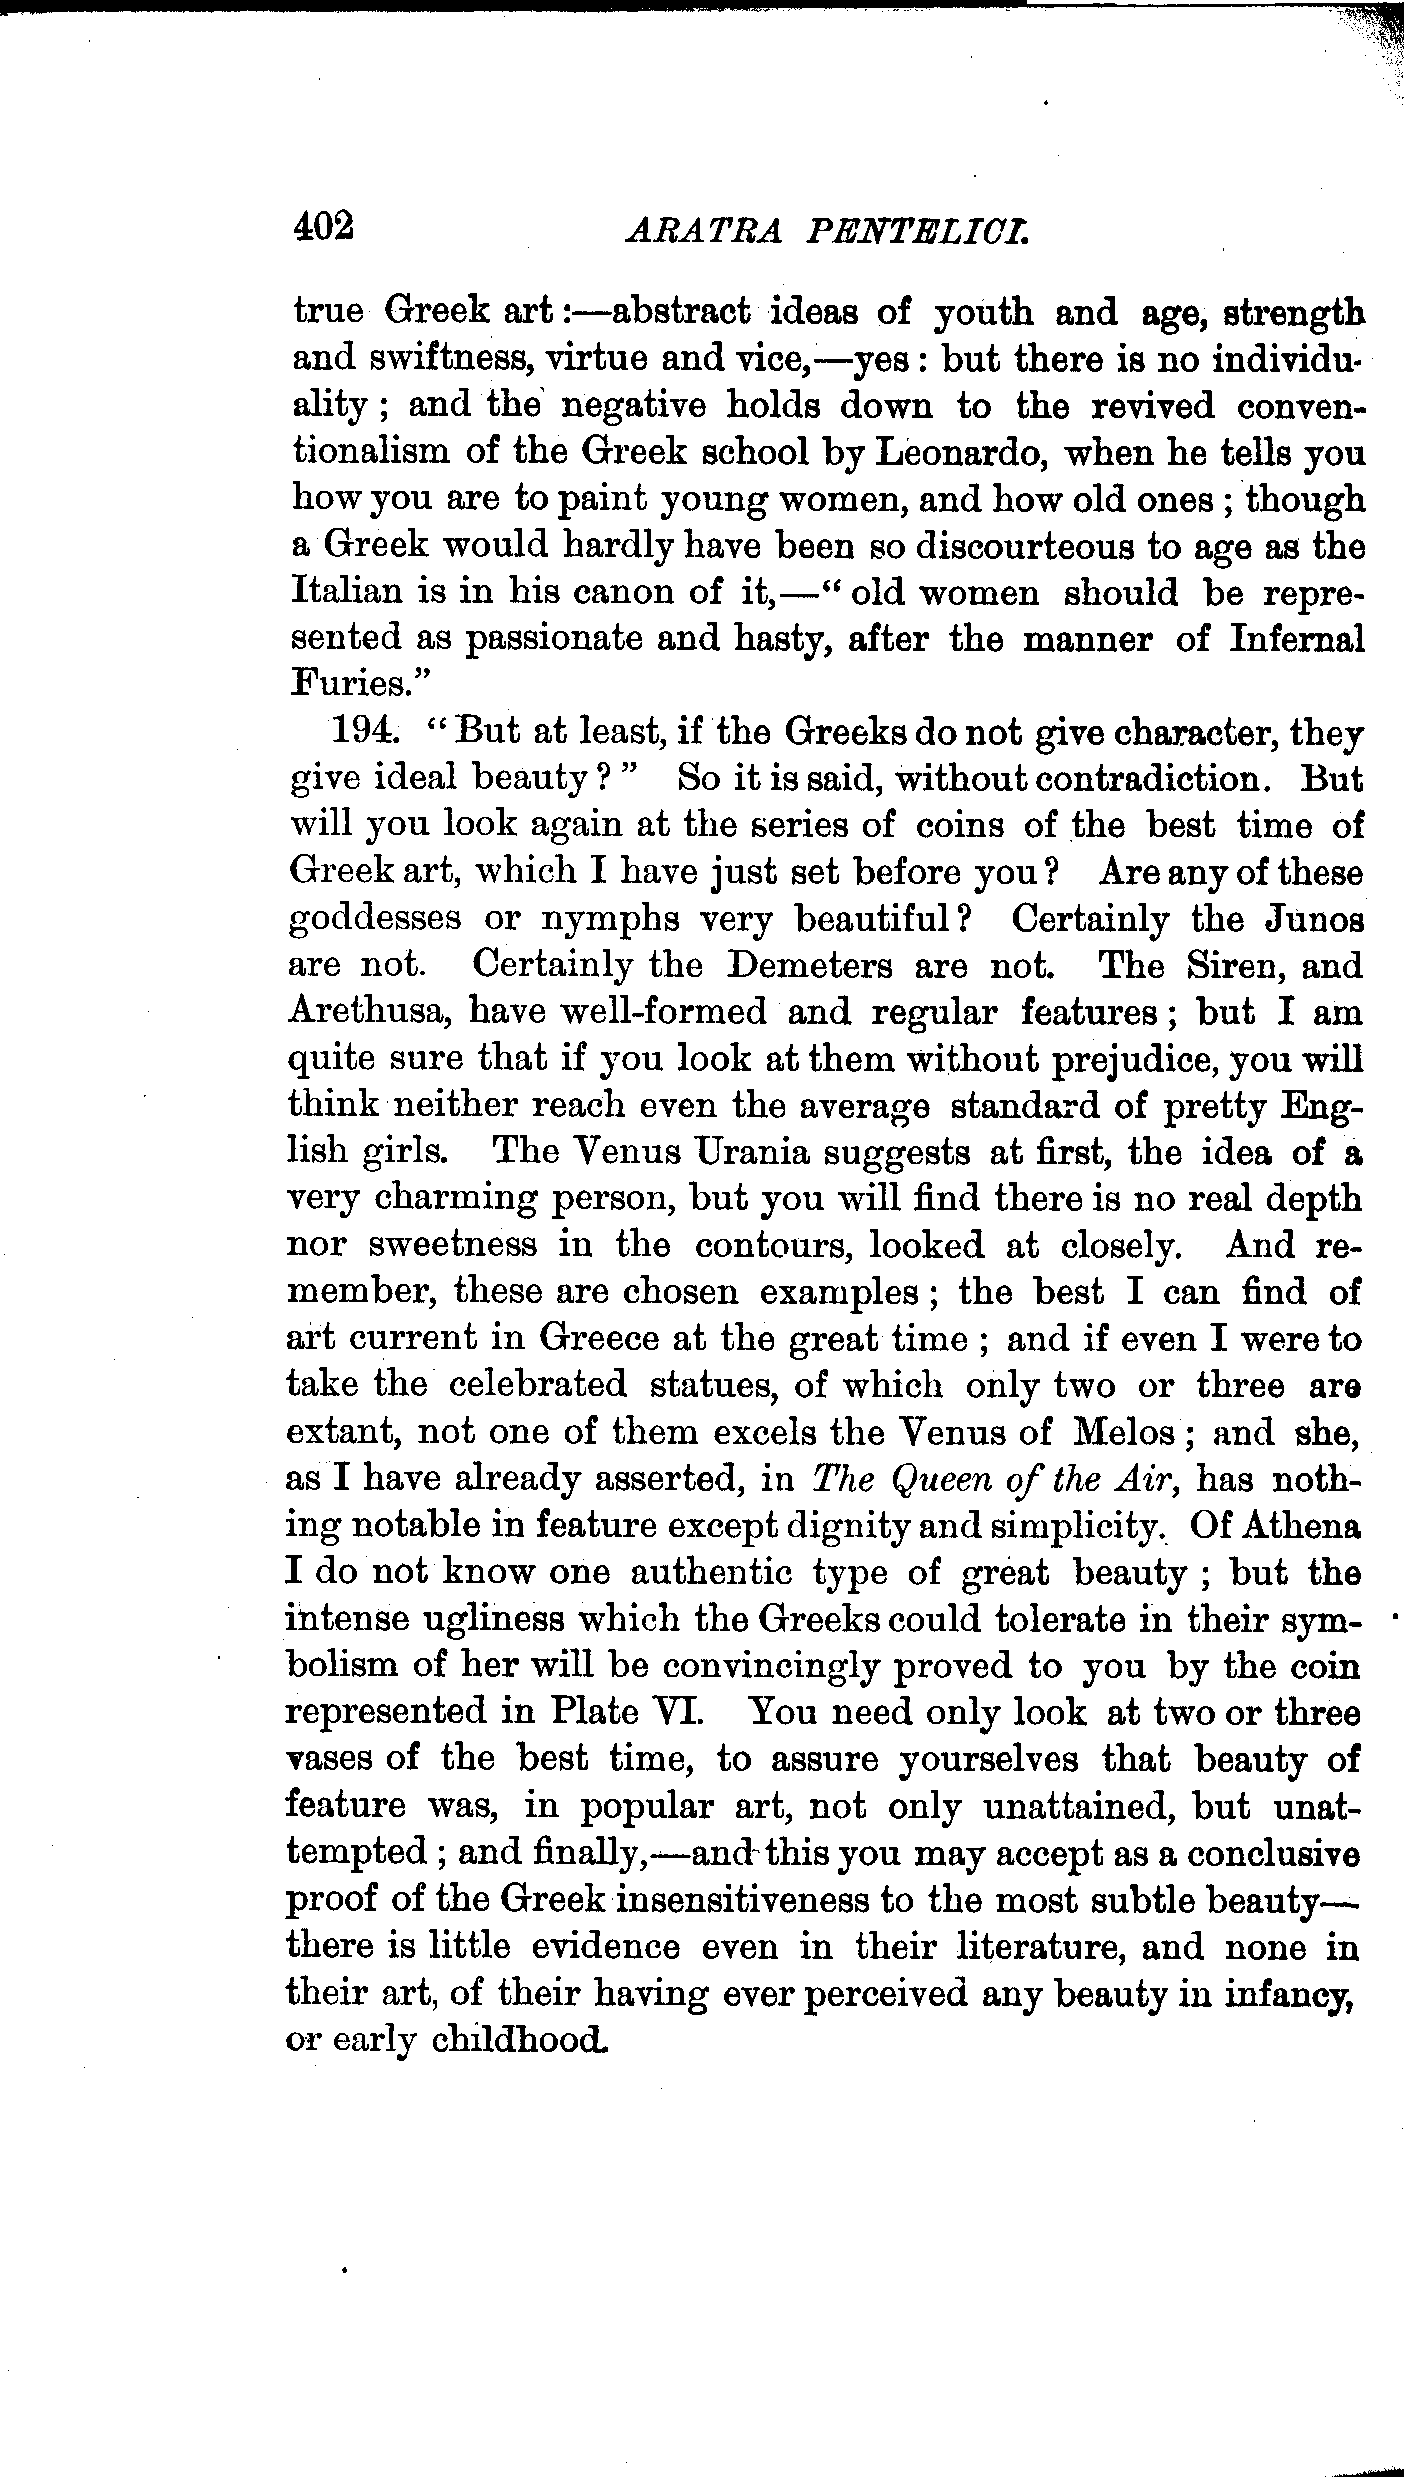 402 ARATRA PENTELICI.
true Greek art :—abstract ideas of youth and age, strength
and swiftness, virtue and vice,—yes : but there is no individu-
ality ; and the negative holds down to the revived conven-
tionalism of the Greek school by Leonardo, when he tells you
how you are to paint young women, and how old ones ; though
a Greek would hardly have been so discourteous to age as the
Italian is in his canon of it,—“ old women should be repre-
sented as passionate and hasty, after the manner of Infernal
Furies.”
194. “ But at least, if the Greeks do not give character, they
give ideal beauty ? ” So it is said, without contradiction. But
will you look again at the series of coins of the best time of
Greek art, which I have just set before you ? Are any of these
goddesses or nymphs very beautiful ? Certainly the Junos
are not. Certainly the Demeters are not. The Siren, and
Arethusa, have well-formed and regular features ; but I am
quite sure that if you look at them without prejudice, you will
think neither reach even the average standard of pretty Eng-
lish girls. The Venus Urania suggests at first, the idea of a
very charming person, but you will find there is no real depth
nor sweetness in the contours, looked at closely. And re-
member, these are chosen examples ; the best I can find of
art current in Greece at the great time ; and if even I were to
take the celebrated statues, of which only two or three are
extant, not one of them excels the Venus of Melos ; and she,
as I have already asserted, in The Queen of the Air, has noth-
ing notable in feature except dignity and simplicity. Of Athena
I do not know one authentic type of great beauty ; but the
intense ugliness which the Greeks could tolerate in their sym-
bolism of her will be convincingly proved to you by the coin
represented in Plate VI. You need only look at two or three
vases of the best time, to assure yourselves that beauty of
feature was, in popular art, not only unattained, but unat-
tempted ; and finally,—and this you may accept as a conclusive
proof of the Greek insensitiveness to the most subtle beauty—
there is little evidence even in their literature, and none in
their art, of their having ever perceived any beauty in infancy,
or early childhood.